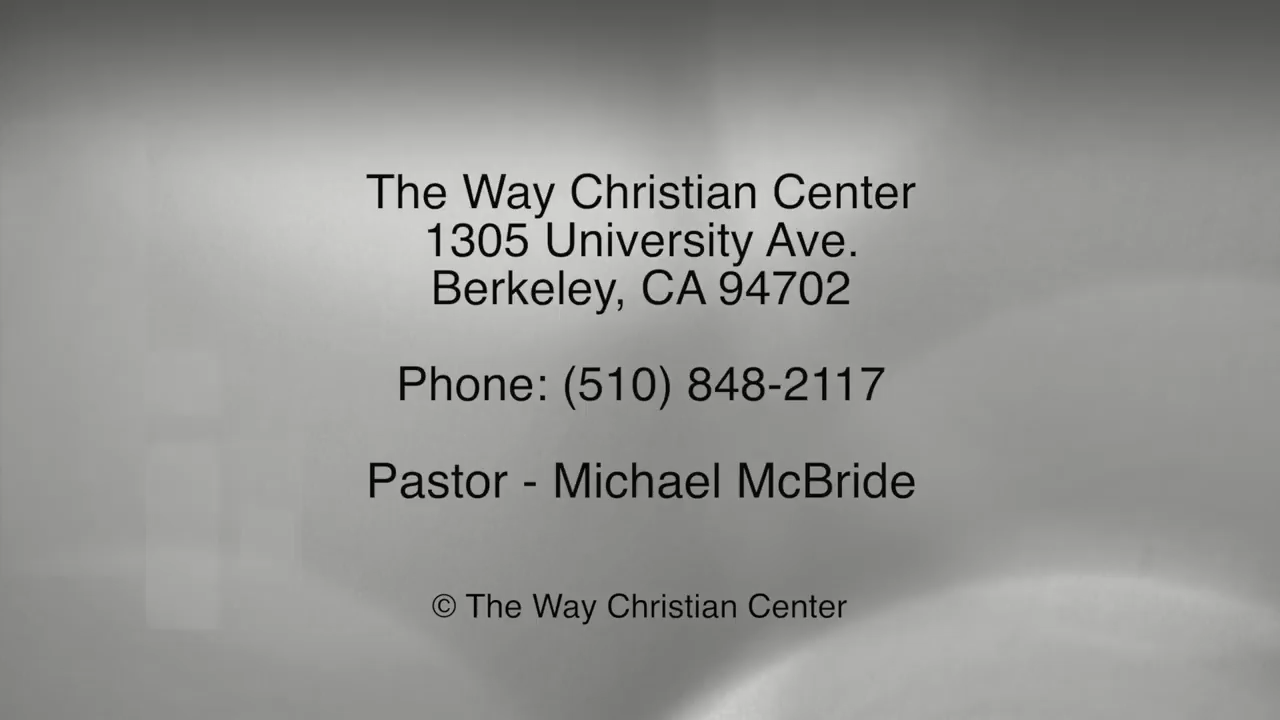 The Way Christian Center
1305 University Ave.
Berkeley, CA 94702
Phone: (510) 848-2117
Pastor - Michael McBride
© The Way Christian Center